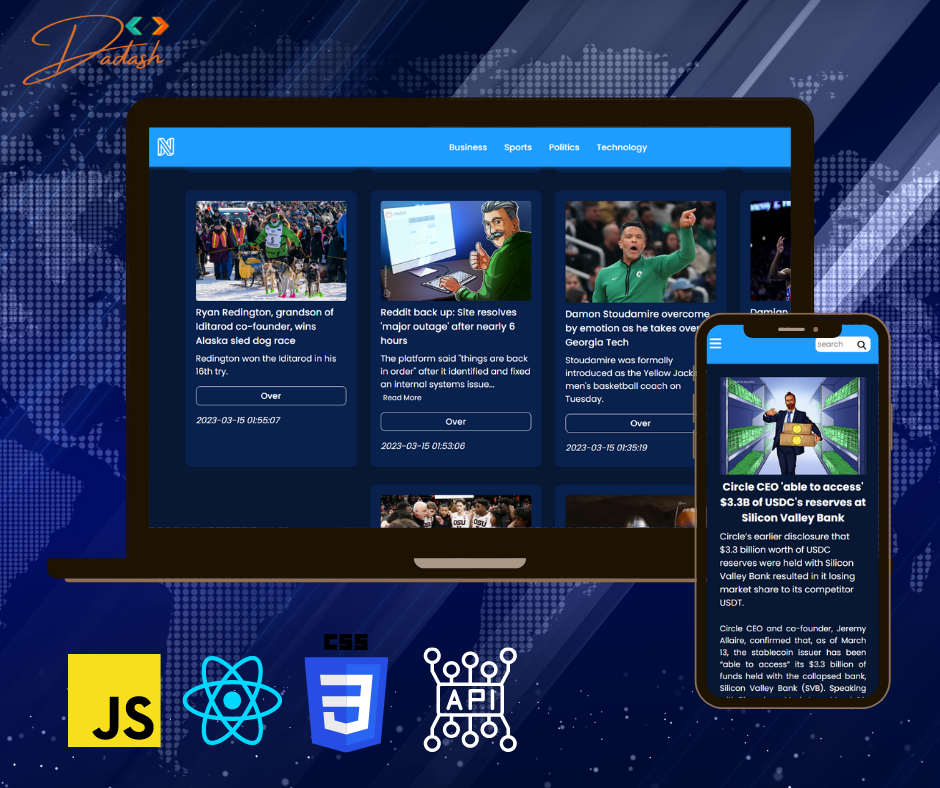 Dadash
N
Business Sports Politics Technology
Ryan Redington, grandson of
Iditarod co-founder, wins
Alaska sled dog race
Redington won the Iditarod in his
16th try.
Over
2023-03-15 01:55:07
Reddit back up: Site resolves
'major outage' after nearly 6
hours
The platform said "things are back
in order" after it identified and fixed
an internal systems issue...
Read More
Over
2023-03-15 01:53:06
Damon Stoudamire overcome
by emotion as he takes over
Georgia Tech
Stoudamire was formally
introduced as the Yellow Jack
men's basketball coach on
Tuesday.
Over
2023-03-15 01:35:19
Damian
OSU
OSU
search
Circle CEO 'able to access'
$3.3B of USDC's reserves at
Silicon Valley Bank
Circle's earlier disclosure that
$3.3 billion worth of USDC
reserves were held with Silicon
Valley Bank resulted in it losing
market share to its competitor
USDT.
Circle CEO and co-founder, Jeremy
Allaire, confirmed that, as of March
13, the stablecoin issuer has been
"able to access" its $3.3 billion of
funds held with the collapsed bank,
Silicon Valley Bank (SVB). Speaking
JS
CSS
3
API